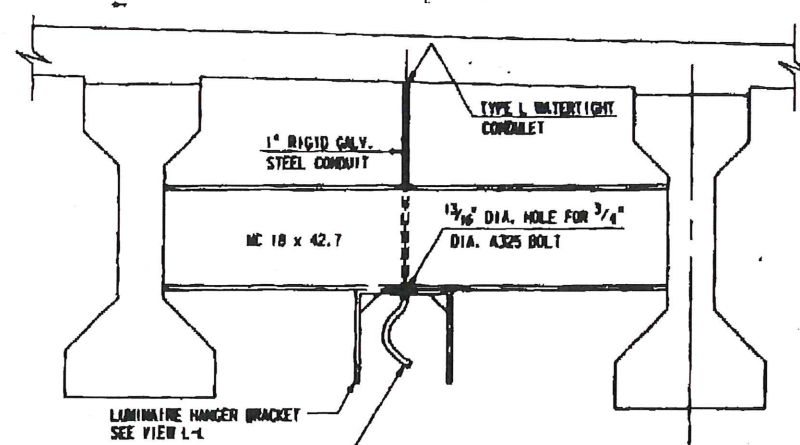 TYPE L WATERTIGHT
CONDULET
1" RIGID GALV.
STEEL CONDUIT
13/16" DIA. HOLE FOR 3/4"
DIA. A325 BOLT
MC 18 x 42.7
LUMINAIRE HANGER BRACKET
SEE VIEW L-L